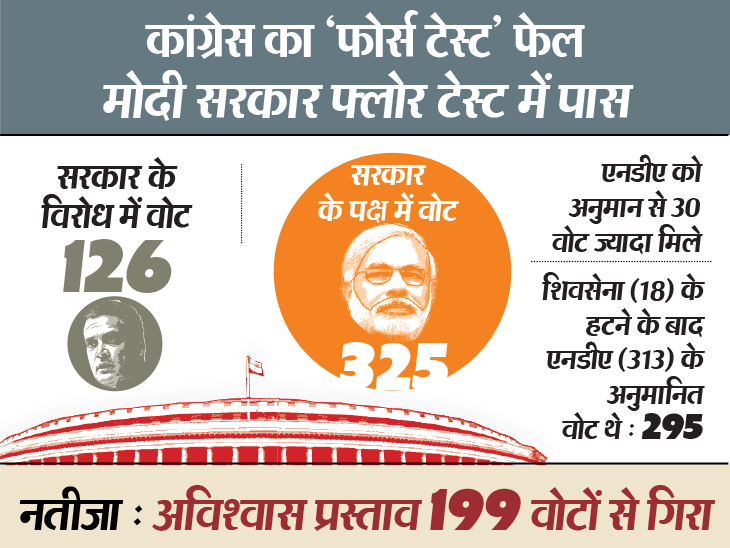 कांग्रेस का ‘फोर्स टेस्ट’ फेल
मोदी सरकार फ्लोर टेस्ट में पास
सरकार के
विरोध में वोट
126
सरकार
के पक्ष में वोट
325
एनडीए को
अनुमान से 30
वोट ज्यादा मिले
शिवसेना (18) के
हटने के बाद
एनडीए (313) के
अनुमानित
वोट थे : 295
नतीजा : अविश्वास प्रस्ताव 199 वोटों से गिरा